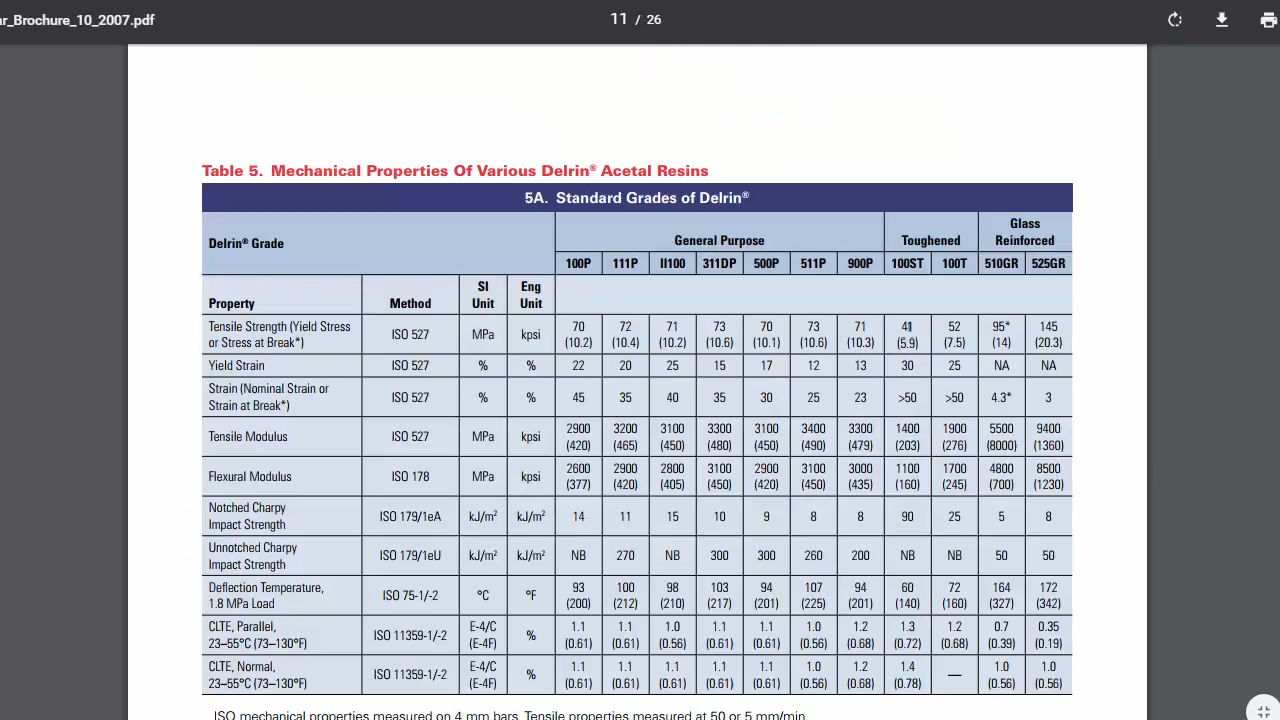 ar_Brochure_10_2007.pdf
11 / 26
Table 5. Mechanical Properties Of Various Delrin® Acetal Resins
5A. Standard Grades of Delrin®
Delrin® Grade General Purpose Toughened Glass Reinforced
100P 111P II100 311DP 500P 511P 900P 100ST 100T 510GR 525GR
Property Method SI Unit Eng Unit
Tensile Strength (Yield Stress ISO 527 MPa kpsi 70 72 71 73 70 73 71 41 52 95* 145
or Stress at Break*) (10.2) (10.4) (10.2) (10.6) (10.1) (10.6) (10.3) (5.9) (7.5) (14) (20.3)
Yield Strain ISO 527 % % 22 20 25 15 17 12 13 30 25 NA NA
Strain (Nominal Strain or
Strain at Break*) ISO 527 % % 45 35 40 35 30 25 23 >50 >50 4.3* 3
Tensile Modulus ISO 527 MPa kpsi 2900 3200 3100 3300 3100 3400 3300 1400 1900 5500 9400
(420) (465) (450) (480) (450) (490) (479) (203) (276) (8000) (1360)
Flexural Modulus ISO 178 MPa kpsi 2600 2900 2800 3100 2900 3100 3000 1100 1700 4800 8500
(377) (420) (405) (450) (420) (450) (435) (160) (245) (700) (1230)
Notched Charpy
Impact Strength ISO 179/1eA kJ/m² kJ/m² 14 11 15 10 9 8 8 90 25 5 8
Unnotched Charpy
Impact Strength ISO 179/1eU kJ/m² kJ/m² NB 270 NB 300 300 260 200 NB NB 50 50
Deflection Temperature, ISO 75-1/-2 °C °F 93 100 98 103 94 107 94 60 72 164 172
1.8 MPa Load (200) (212) (210) (217) (201) (225) (201) (140) (160) (327) (342)
CLTE, Parallel, ISO 11359-1/-2 E-4/C % 1.1 1.1 1.0 1.1 1.1 1.0 1.2 1.3 1.2 0.7 0.35
23–55°C (73–130°F) (E-4F) (0.61) (0.61) (0.56) (0.61) (0.61) (0.56) (0.68) (0.72) (0.68) (0.39) (0.19)
CLTE, Normal, ISO 11359-1/-2 E-4/C % 1.1 1.1 1.1 1.1 1.1 1.0 1.2 1.4 — 1.0 1.0
23–55°C (73–130°F) (E-4F) (0.61) (0.61) (0.61) (0.61) (0.61) (0.56) (0.68) (0.78) (0.56) (0.56)
ISO mechanical properties measured on 4 mm bars. Tensile properties measured at 50 or 5 mm/min.